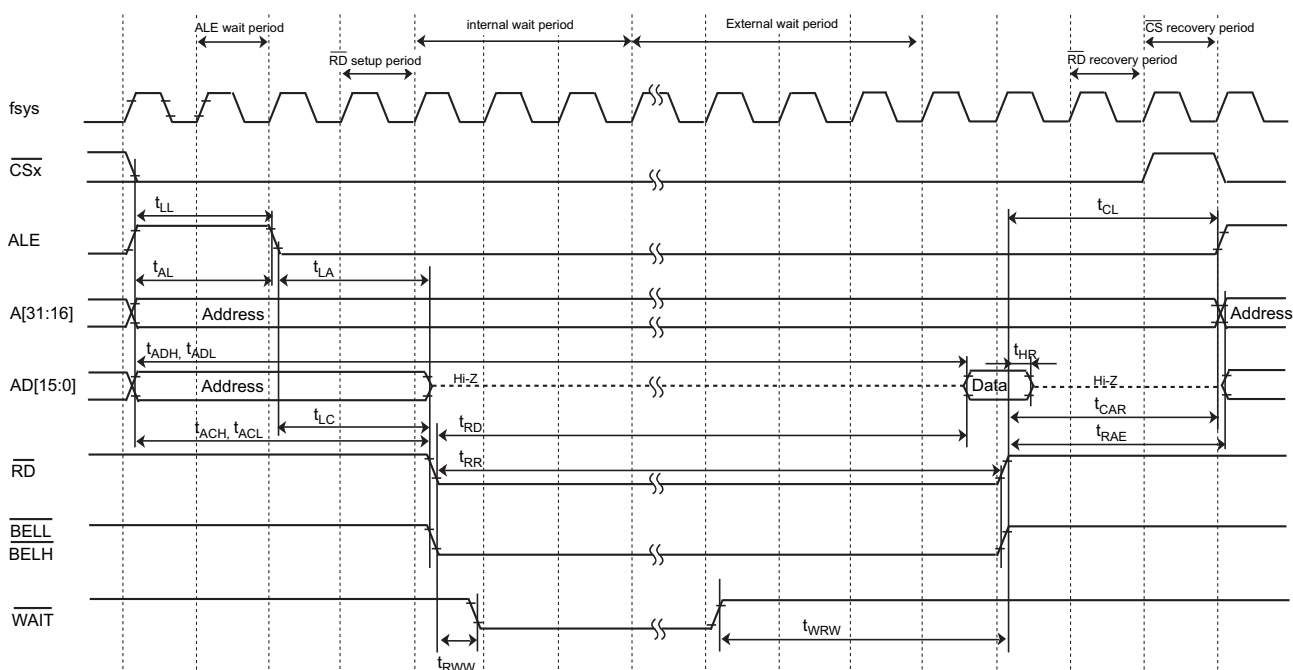 ALE wait period
internal wait period
External wait period
CS recovery period
RD setup period
RD recovery period
fsys
CSx
tLL
tCL
ALE
tAL
tLA
A[31:16]
Address
Address
tADH, tADL
tHR
AD[15:0]
Address
Hi-Z
Data
Hi-Z
tLC
tRD
tCAR
tACH, tACL
tRAE
tRR
RD
BELL
BELH
WAIT
tWRW
tRWW